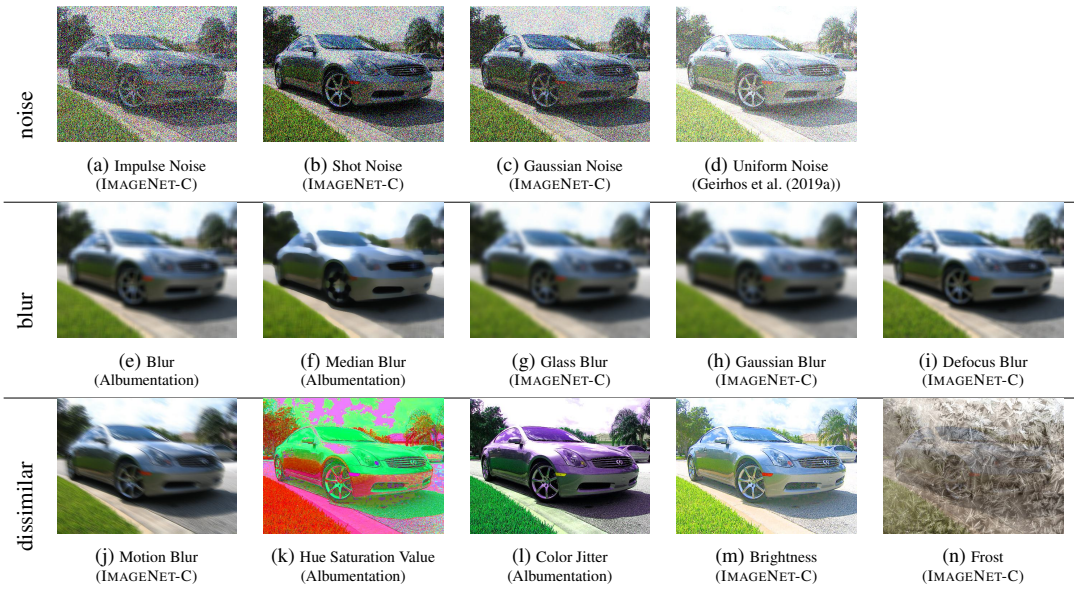 noise
(a) Impulse Noise
(IMAGENET-C)
(b) Shot Noise
(IMAGENET-C)
(c) Gaussian Noise
(IMAGENET-C)
(d) Uniform Noise
(Geirhos et al. (2019a))
blur
(e) Blur
(Albumentation)
(f) Median Blur
(Albumentation)
(g) Glass Blur
(IMAGENET-C)
(h) Gaussian Blur
(IMAGENET-C)
(i) Defocus Blur
(IMAGENET-C)
dissimilar
(j) Motion Blur
(IMAGENET-C)
(k) Hue Saturation Value
(Albumentation)
(l) Color Jitter
(Albumentation)
(m) Brightness
(IMAGENET-C)
(n) Frost
(IMAGENET-C)